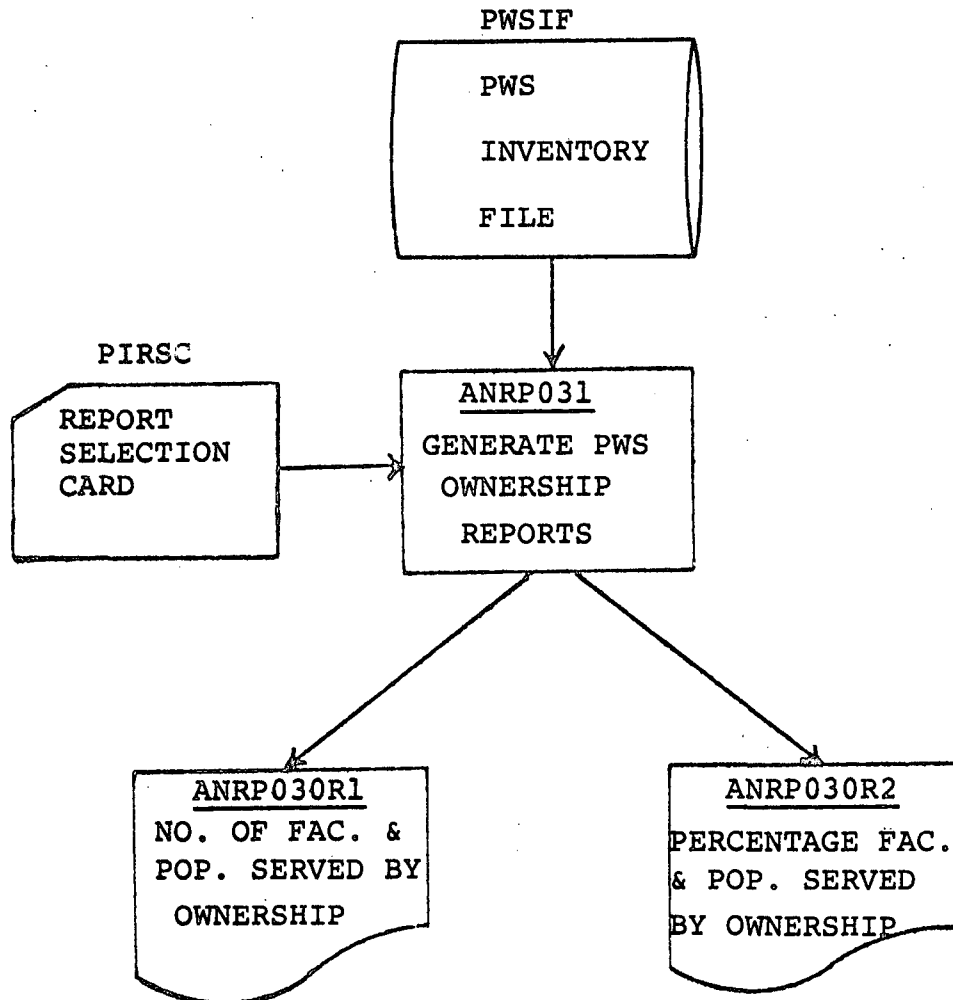 PWSIF
PWS
INVENTORY
FILE
PIRSC
REPORT
SELECTION
CARD
ANRP031
GENERATE PWS
OWNERSHIP
REPORTS
ANRP030R1
NO. OF FAC. &
POP. SERVED BY
OWNERSHIP
ANRP030R2
PERCENTAGE FAC.
& POP. SERVED
BY OWNERSHIP